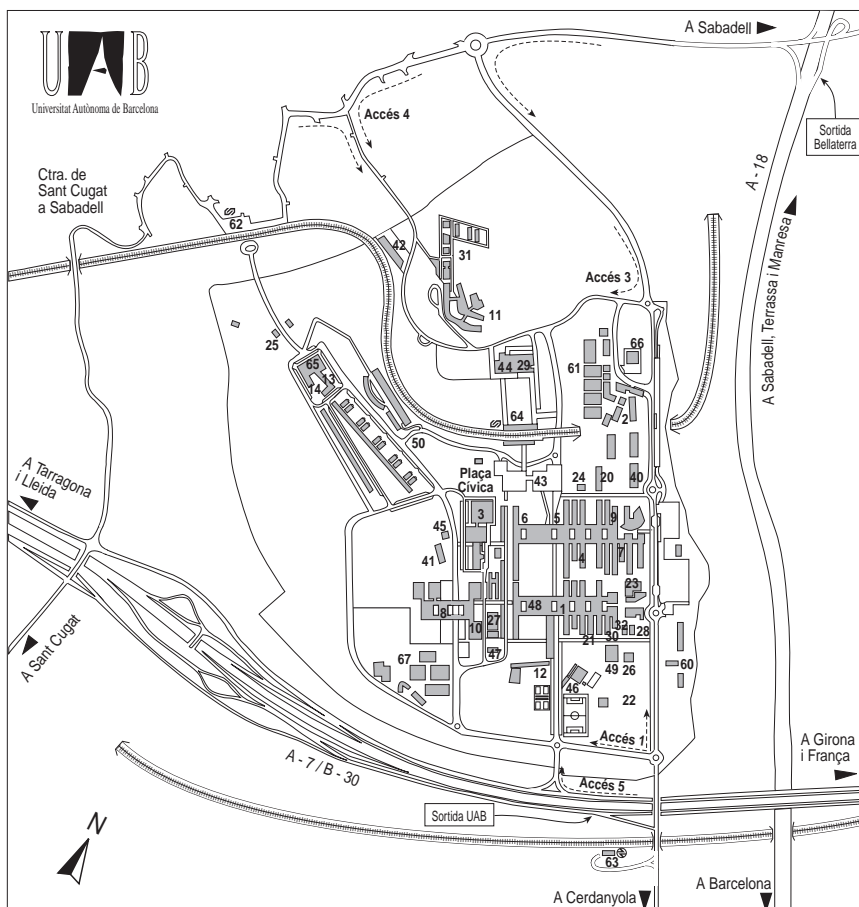 UAB
Universitat Autònoma de Barcelona
A Sabadell
Accés 4
Sortida
Bellaterra
A - 18
Ctra. de
Sant Cugat
a Sabadell
62
42
31
A Sabadell, Terrassa i Manresa
Accés 3
11
25
66
65
13
14
44
29
61
2
64
50
Plaça
Cívica
43
24
20
40
A Tarragona
i Lleida
3
6
5
9
45
41
4
7
23
8
48
1
10
27
32
28
30
21
47
67
12
49
26
60
46
22
A Sant Cugat
Accés 1
A Girona
i França
A - 7 / B - 30
Accés 5
Sortida UAB
N
63
A Cerdanyola
A Barcelona